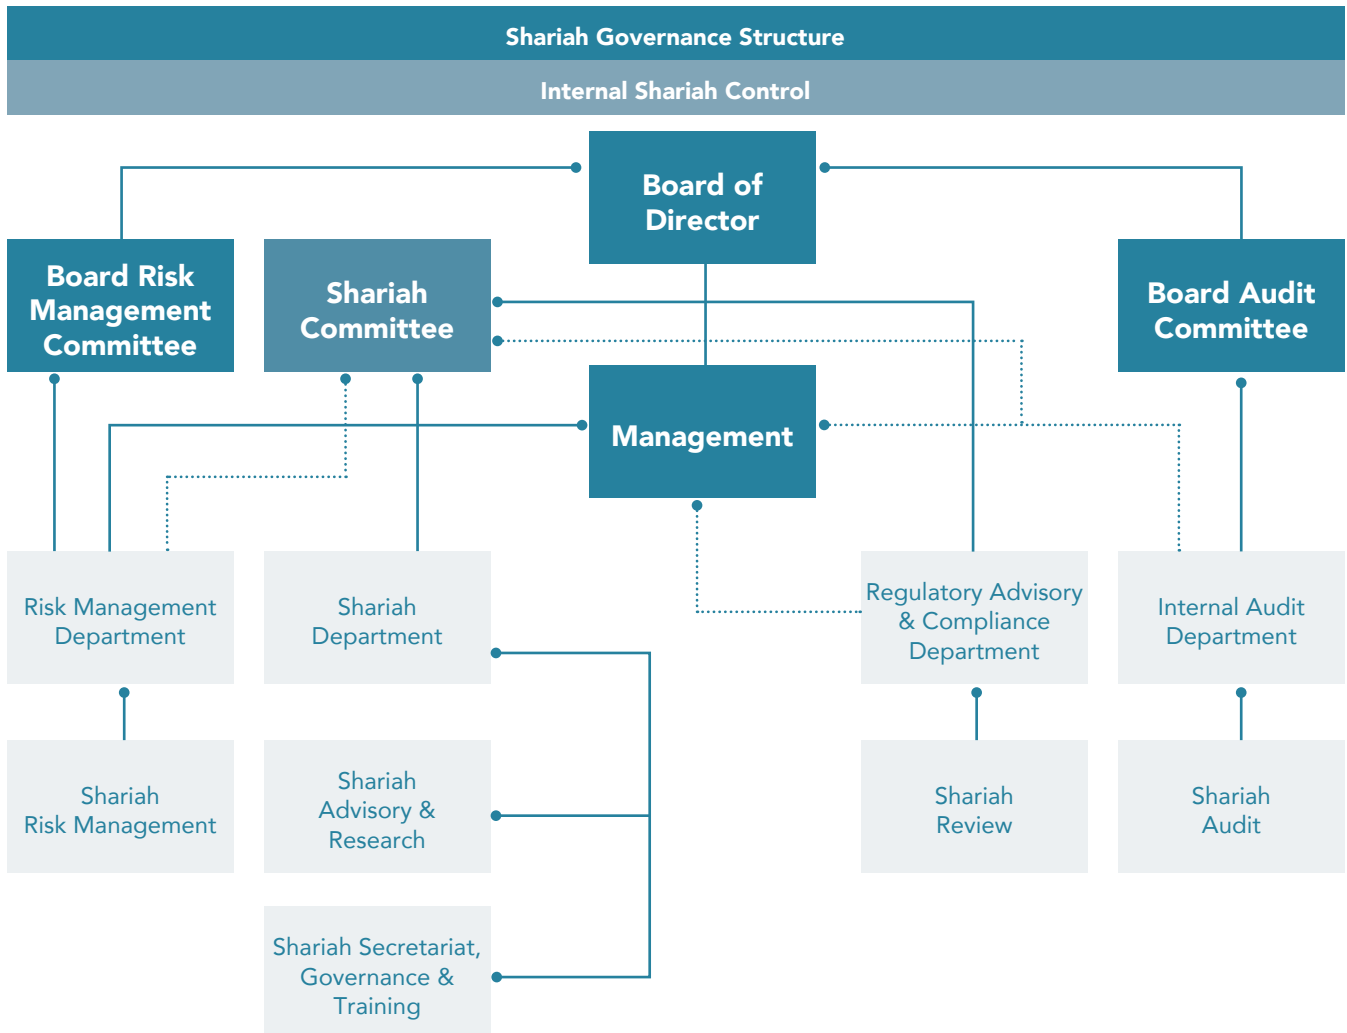 Shariah Governance Structure
Internal Shariah Control
Board of
Director
Board Risk
Management
Committee
Shariah
Committee
Board Audit
Committee
Management
Risk Management
Department
Shariah
Department
Regulatory Advisory
& Compliance
Department
Internal Audit
Department
Shariah
Risk Management
Shariah
Advisory &
Research
Shariah
Review
Shariah
Audit
Shariah Secretariat,
Governance &
Training